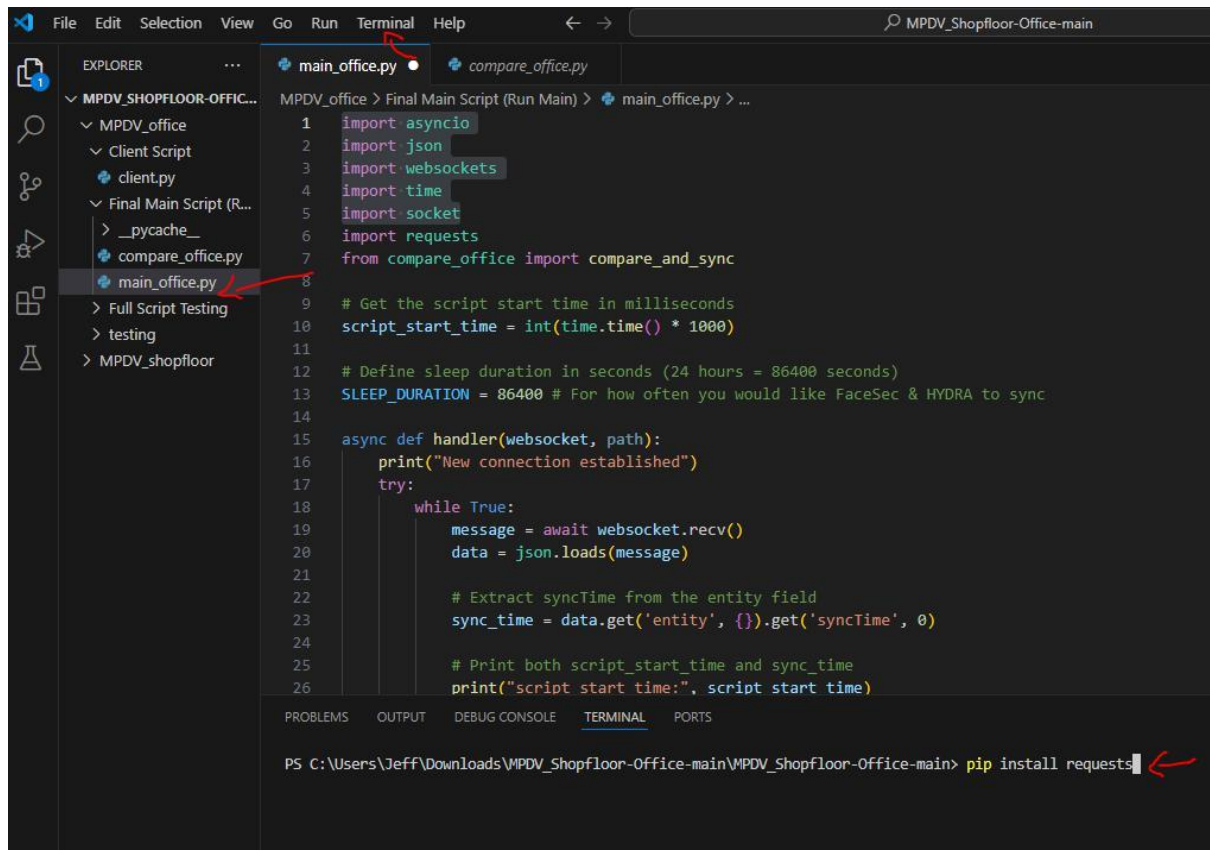 File Edit Selection View Go Run Terminal Help
MPDV_Shopfloor-Office-main
EXPLORER
1
MPDV_SHOPFLOOR-OFFIC...
MPDV_office
Client Script
client.py
Final Main Script (R...
__pycache__
compare_office.py
main_office.py
Full Script Testing
testing
MPDV_shopfloor
main_office.py compare_office.py
MPDV_office > Final Main Script (Run Main) > main_office.py > ...
1 import asyncio
2 import json
3 import websockets
4 import time
5 import socket
6 import requests
7 from compare_office import compare_and_sync
8
9 # Get the script start time in milliseconds
10 script_start_time = int(time.time() * 1000)
11
12 # Define sleep duration in seconds (24 hours = 86400 seconds)
13 SLEEP_DURATION = 86400 # For how often you would like FaceSec & HYDRA to sync
14
15 async def handler(websocket, path):
16 print("New connection established")
17 try:
18 while True:
19 message = await websocket.recv()
20 data = json.loads(message)
21
22 # Extract syncTime from the entity field
23 sync_time = data.get('entity', {}).get('syncTime', 0)
24
25 # Print both script_start_time and sync_time
26 print("script start time:", script start time)
PROBLEMS OUTPUT DEBUG CONSOLE TERMINAL PORTS
PS C:\Users\Jeff\Downloads\MPDV_Shopfloor-Office-main\MPDV_Shopfloor-Office-main> pip install requests